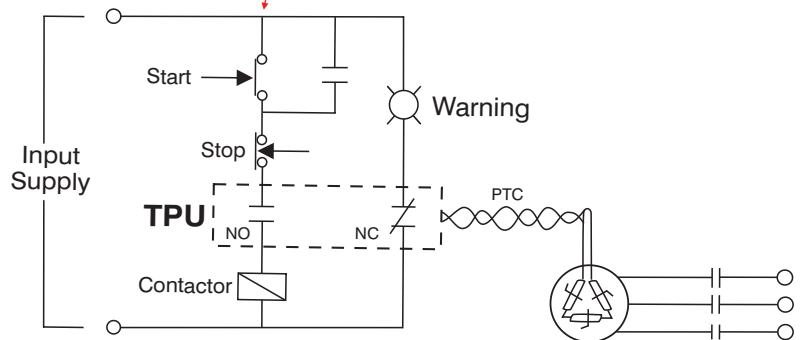 Start
Warning
Stop
Input
Supply
TPU
NO
NC
PTC
Contactor